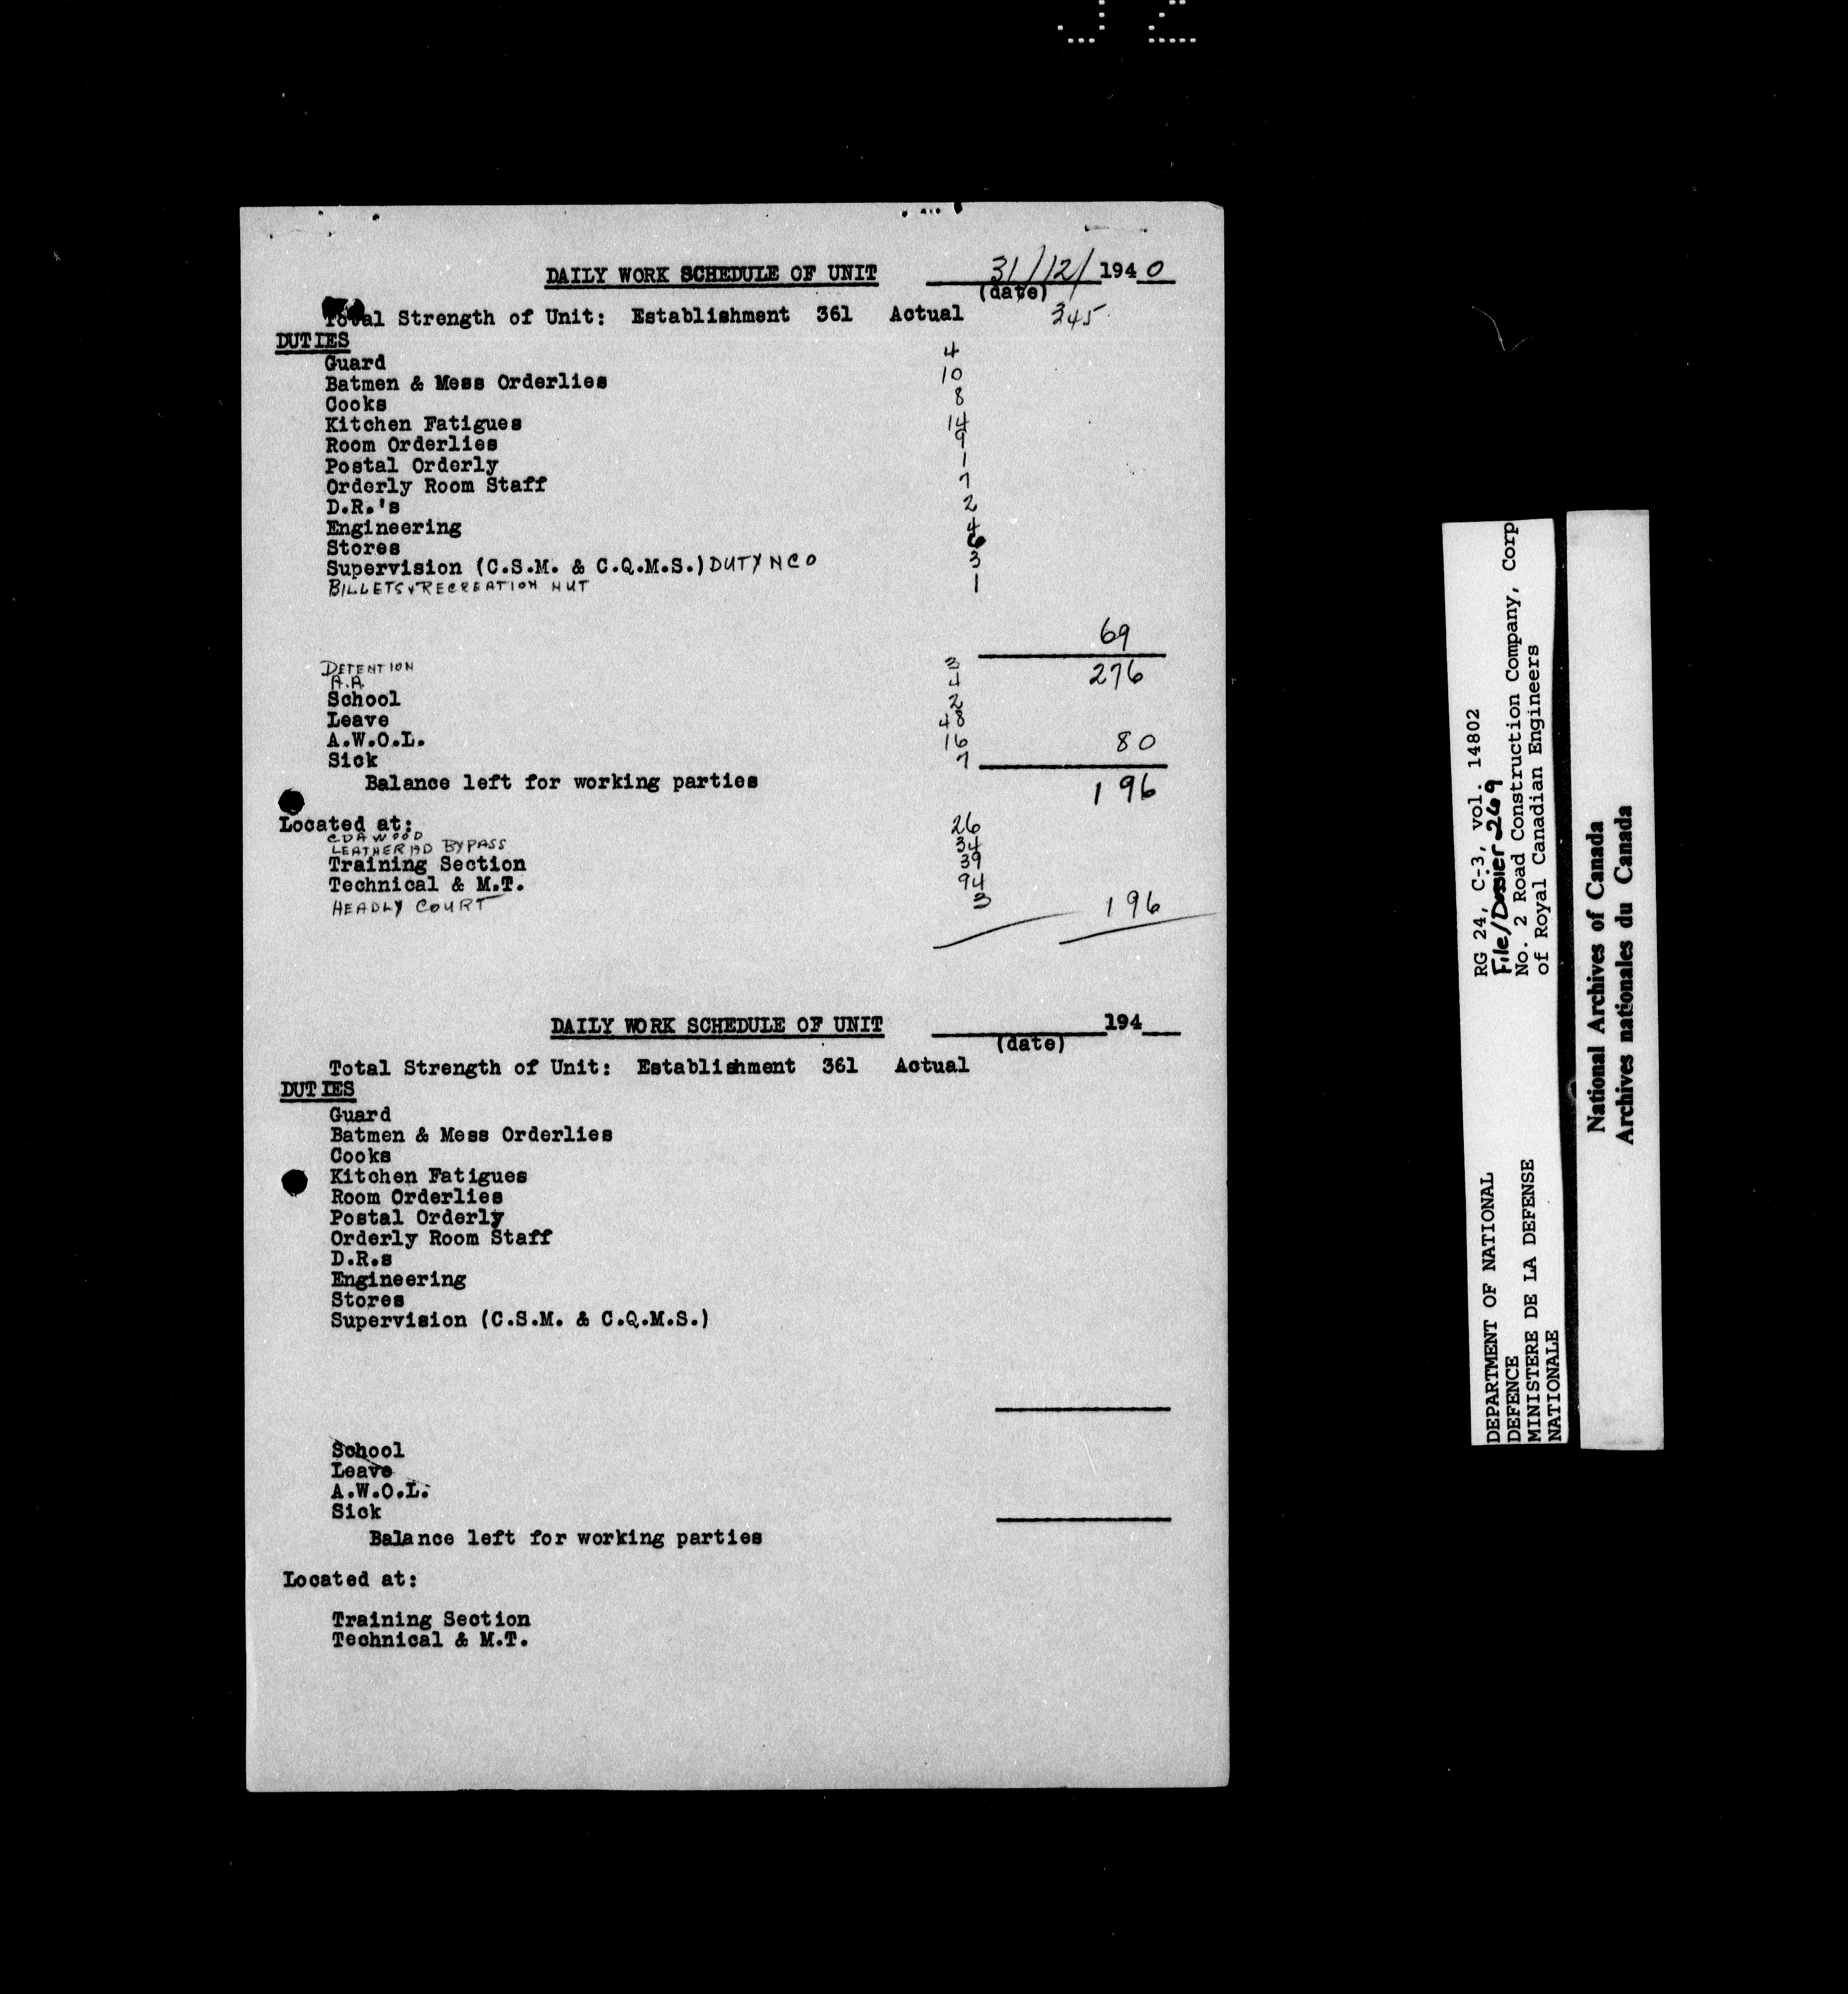 DAILY WORK SCHEDULE OF UNIT 31/12/ 1940
(date)
Total Strength of Unit: Establishment 361 Actual 345
DUTIES
Guard 4
Batmen & Mess Orderlies 10
Cooks 8
Kitchen Fatigues 14
Room Orderlies 9
Postal Orderly 1
Orderly Room Staff 7
D.R.'s 2
Engineering 4
Stores 6
Supervision (C.S.M. & C.Q.M.S.) DUTY NCO 3
BILLETS & RECREATION HUT 1
69
DETENTION 3 276
A.A. 4
School 2
Leave 48
A.W.O.L. 16 80
Sick 7
Balance left for working parties 196
Located at:
CDA WOOD 26
LEATHERHD BYPASS 34
Training Section 39
Technical & M.T. 94
HEADLY COURT 3 196
DAILY WORK SCHEDULE OF UNIT 194
(date)
Total Strength of Unit: Establishment 361 Actual
DUTIES
Guard
Batmen & Mess Orderlies
Cooks
Kitchen Fatigues
Room Orderlies
Postal Orderly
Orderly Room Staff
D.R.s
Engineering
Stores
Supervision (C.S.M. & C.Q.M.S.)
School
Leave
A.W.O.L.
Sick
Balance left for working parties
Located at:
Training Section
Technical & M.T.
RG 24, C-3, vol. 14802
File/Dossier 269
No. 2 Road Construction Company, Corp
of Royal Canadian Engineers
DEPARTMENT OF NATIONAL
DEFENCE
MINISTERE DE LA DEFENSE
NATIONALE
National Archives of Canada
Archives nationales du Canada